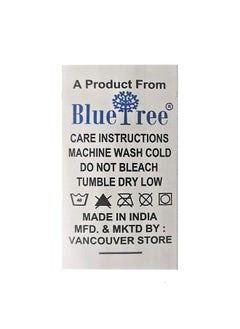 A Product From
BlueTree®
CARE INSTRUCTIONS
MACHINE WASH COLD
DO NOT BLEACH
TUMBLE DRY LOW
40
MADE IN INDIA
MFD. & MKTD BY :
VANCOUVER STORE